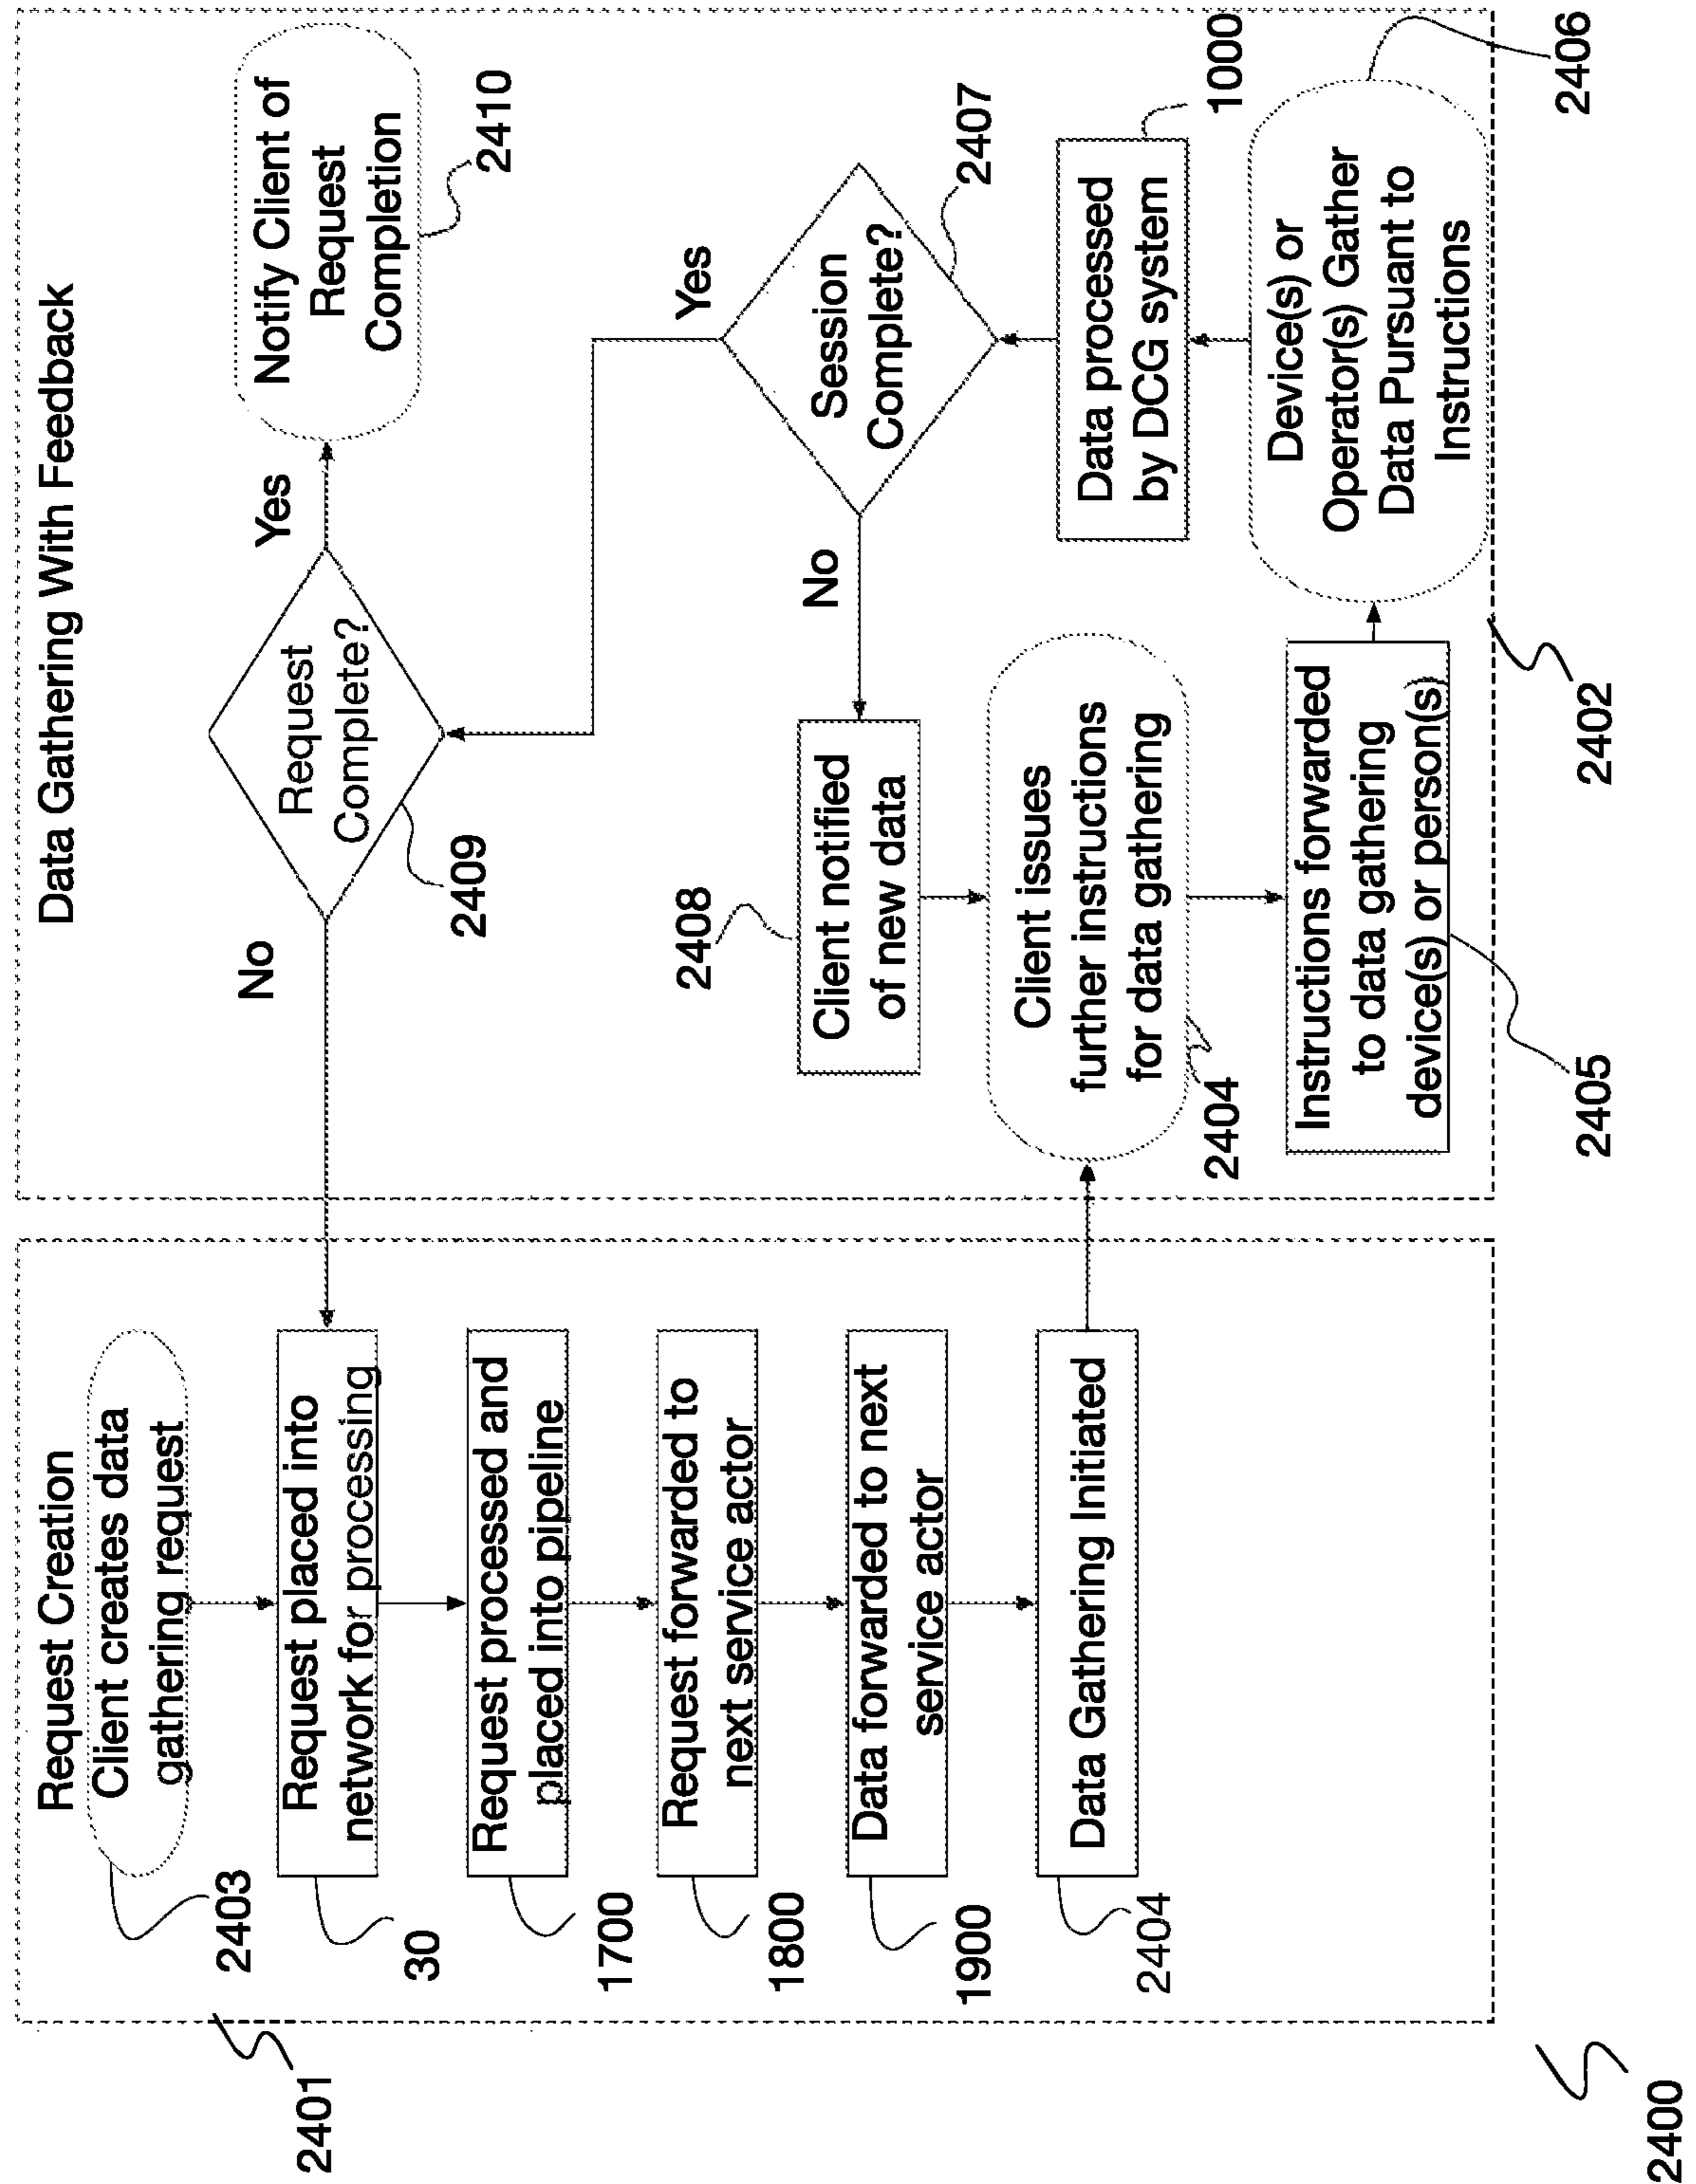 Request Creation
Client creates data
gathering request
2403
Request placed into
network for processing
30
Request processed and
placed into pipeline
1700
Request forwarded to
next service actor
1800
Data forwarded to next
service actor
1900
Data Gathering Initiated
2404
2401
Data Gathering With Feedback
Request
Complete?
2409
No
Yes
Notify Client of
Request
Completion
2410
Client notified
of new data
2408
No
Session
Complete?
2407
Yes
Client issues
further instructions
for data gathering
2404
Data processed
by DCG system
1000
Instructions forwarded
to data gathering
device(s) or person(s)
2405
Device(s) or
Operator(s) Gather
Data Pursuant to
Instructions
2406
2402
2400